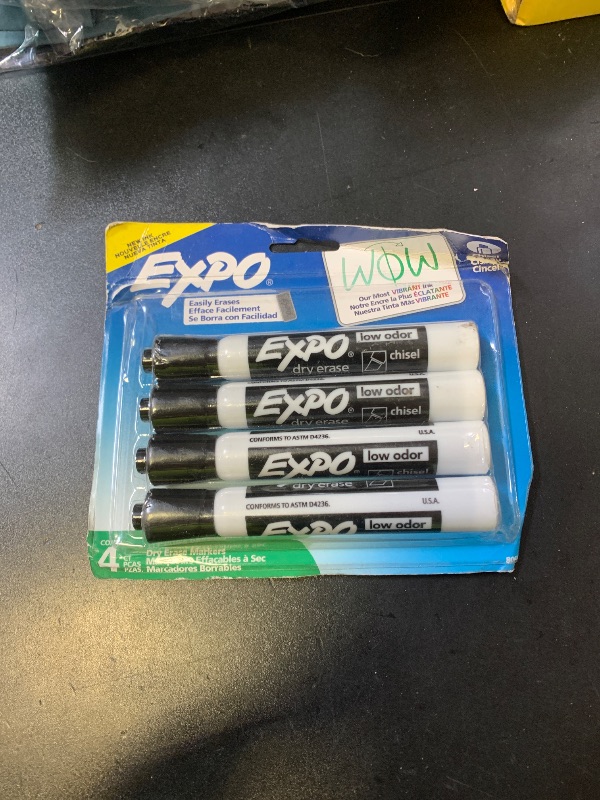 NEW INK
NOUVELLE ENCRE
NUEVA TINTA
EXPO®
WOW
Our Most VIBRANT Ink
Notre Encre la Plus ÉCLATANTE
Nuestra Tinta Más VIBRANTE
Cincel
Easily Erases
Efface Facilement
Se Borra con Facilidad
EXPO® low odor
dry erase chisel
EXPO® low odor
dry erase chisel
CONFORMS TO ASTM D4236. U.S.A.
EXPO® low odor
chisel
dry erase
CONFORMS TO ASTM D4236. U.S.A.
EXPO low odor
4 CT
PCAS
PZAS.
Dry Erase Markers
Effaçables à Sec
Marcadores Borrables